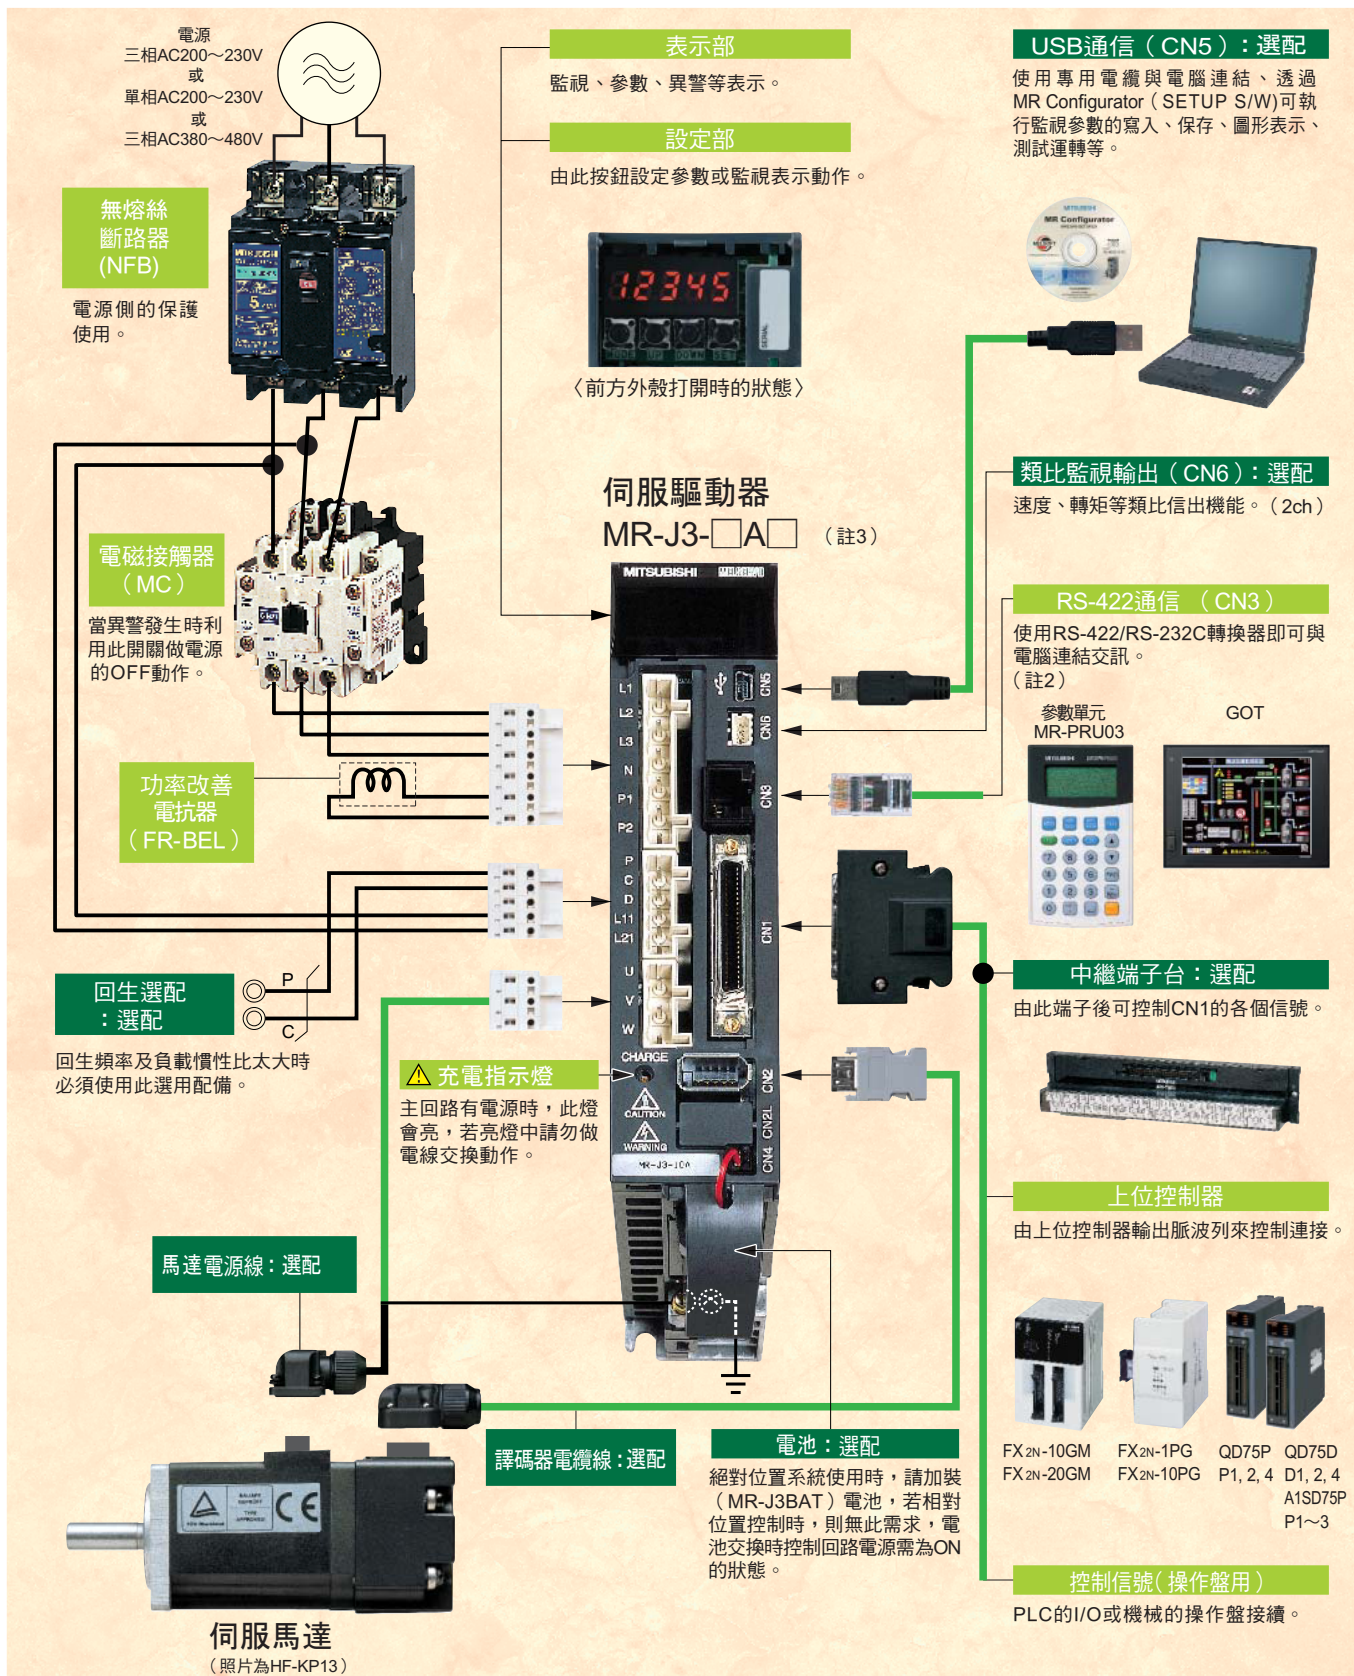 電源
三相AC200～230V
或
單相AC200～230V
或
三相AC380～480V
無熔絲
斷路器
(NFB)
電源側的保護
使用。
MITSUBISHI
5
表示部
監視、參數、異警等表示。
設定部
由此按鈕設定參數或監視表示動作。
12345
MODE UP DOWN SET
SERIAL
〈前方外殼打開時的狀態〉
USB通信（CN5）：選配
使用專用電纜與電腦連結、透過
MR Configurator（SETUP S/W)可執
行監視參數的寫入、保存、圖形表示、
測試運轉等。
MITSUBISHI
MR Configurator
類比監視輸出（CN6）：選配
速度、轉矩等類比信出機能。（2ch）
伺服驅動器
MR-J3-□A□ （註3）
電磁接觸器
（MC）
當異警發生時利
用此開關做電源
的OFF動作。
RS-422通信 （CN3）
使用RS-422/RS-232C轉換器即可與
電腦連結交訊。
（註2）
參數單元
MR-PRU03
GOT
MITSUBISHI
MELSERVO
L1
L2
L3
N
P1
P2
P
C
D
L11
L21
U
V
W
CN5
CN6
CN3
CN1
CN2
CN2L
CN4
CHARGE
CAUTION
WARNING
MR-J3-10A
功率改善
電抗器
（FR-BEL）
回生選配
：選配
P
C
回生頻率及負載慣性比太大時
必須使用此選用配備。
充電指示燈
主回路有電源時，此燈
會亮，若亮燈中請勿做
電線交換動作。
中繼端子台：選配
由此端子後可控制CN1的各個信號。
上位控制器
由上位控制器輸出脈波列來控制連接。
FX2N-10GM
FX2N-20GM
FX2N-1PG
FX2N-10PG
QD75P
P1, 2, 4
QD75D
D1, 2, 4
A1SD75P
P1～3
馬達電源線：選配
譯碼器電纜線：選配
電池：選配
絕對位置系統使用時，請加裝
（MR-J3BAT）電池，若相對
位置控制時，則無此需求，電
池交換時控制回路電源需為ON
的狀態。
控制信號（操作盤用）
PLC的I/O或機械的操作盤接續。
CE
伺服馬達
（照片為HF-KP13）